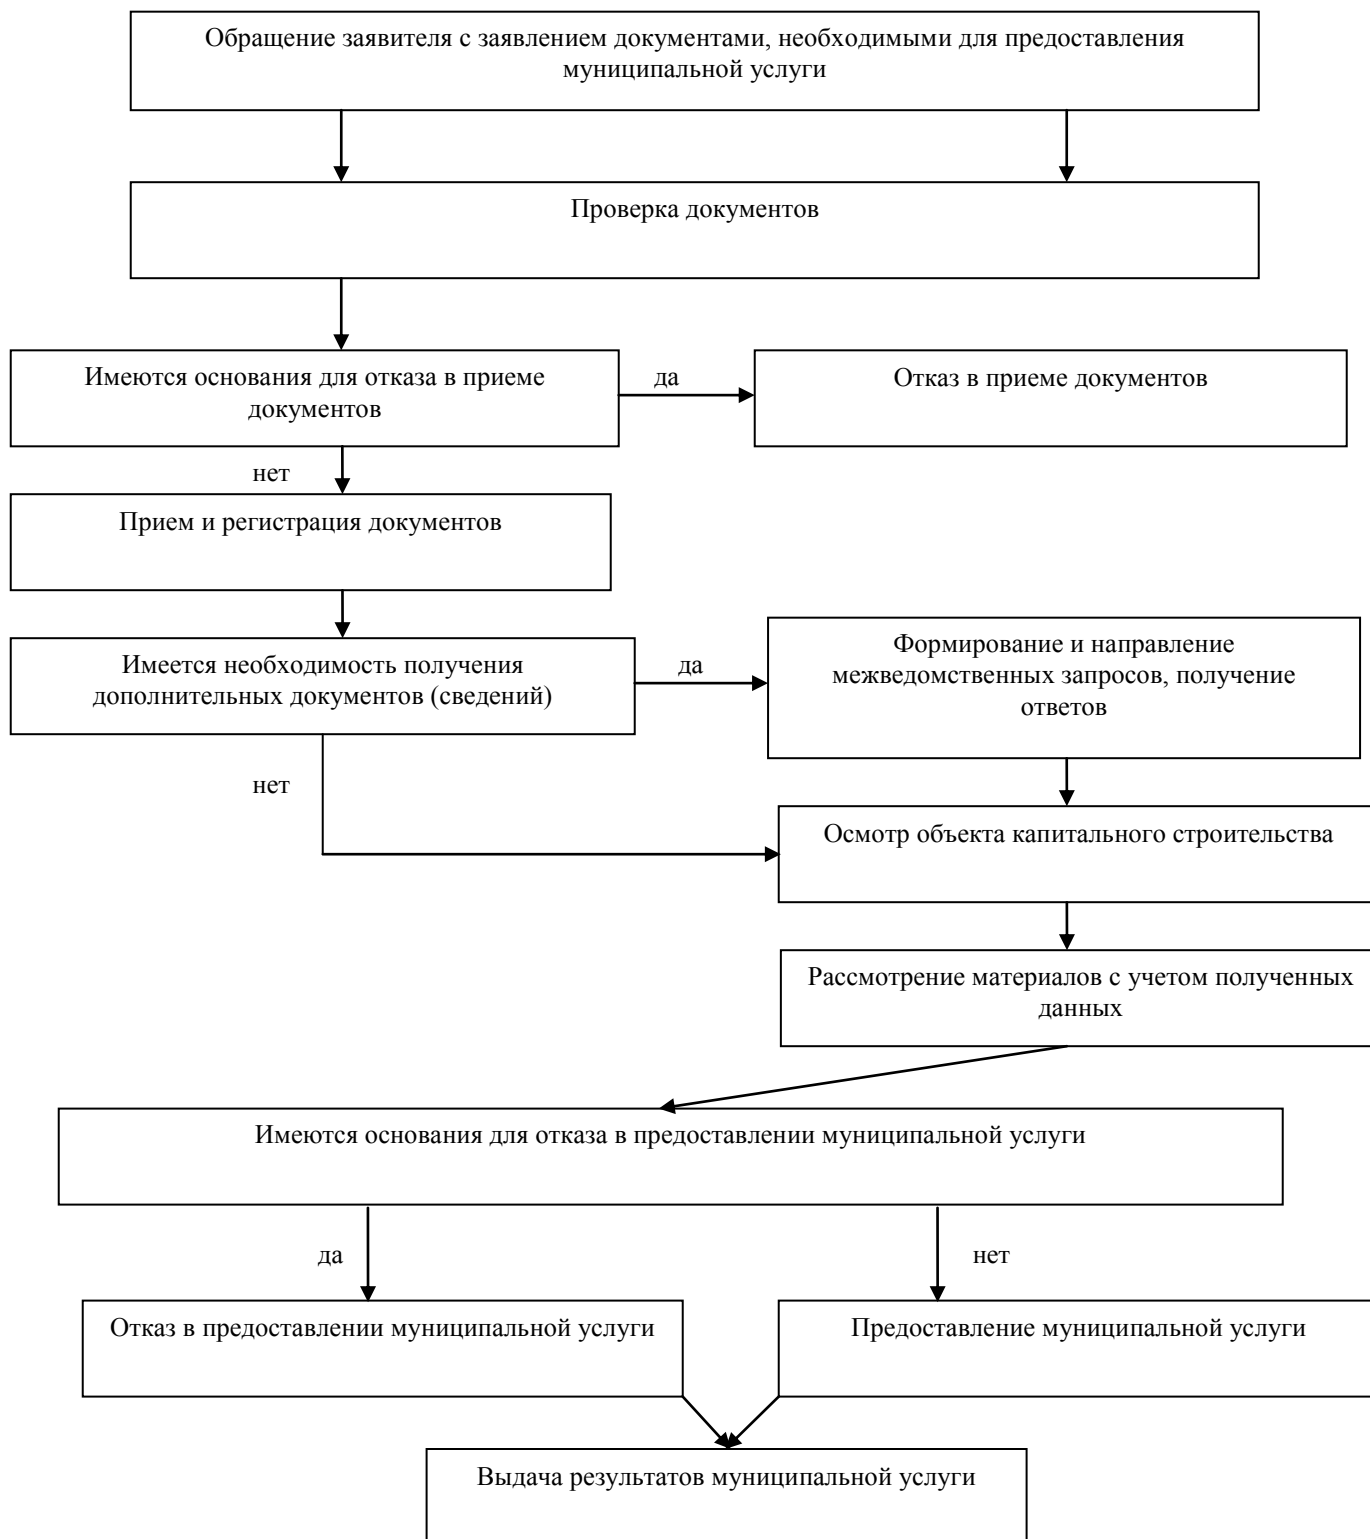 Обращение заявителя с заявлением документами, необходимыми для предоставления
муниципальной услуги
Проверка документов
Имеются основания для отказа в приеме
документов
да
Отказ в приеме документов
нет
Прием и регистрация документов
Имеется необходимость получения
дополнительных документов (сведений)
да
Формирование и направление
межведомственных запросов, получение
ответов
нет
Осмотр объекта капитального строительства
Рассмотрение материалов с учетом полученных
данных
Имеются основания для отказа в предоставлении муниципальной услуги
да
нет
Отказ в предоставлении муниципальной услуги
Предоставление муниципальной услуги
Выдача результатов муниципальной услуги